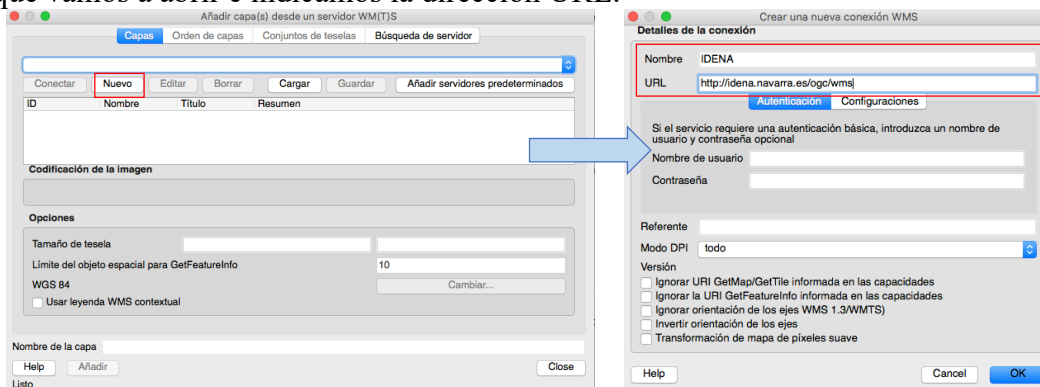 que vamos a abrir e indicamos la dirección URL.
Añadir capa(s) desde un servidor WM(T)S
Capas Orden de capas Conjuntos de teselas Búsqueda de servidor
Conectar Nuevo Editar Borrar Cargar Guardar Añadir servidores predeterminados
ID Nombre Título Resumen
Codificación de la imagen
Opciones
Tamaño de tesela
Límite del objeto espacial para GetFeatureInfo 10
WGS 84 Cambiar...
Usar leyenda WMS contextual
Nombre de la capa
Help Añadir Close
Listo
Crear una nueva conexión WMS
Detalles de la conexión
Nombre IDENA
URL http://idena.navarra.es/ogc/wms
Autenticación Configuraciones
Si el servicio requiere una autenticación básica, introduzca un nombre de
usuario y contraseña opcional
Nombre de usuario
Contraseña
Referente
Modo DPI todo
Versión
Ignorar URI GetMap/GetTile informada en las capacidades
Ignorar la URI GetFeatureInfo informada en las capacidades
Ignorar orientación de los ejes WMS 1.3/WMTS)
Invertir orientación de los ejes
Transformación de mapa de píxeles suave
Help Cancel OK